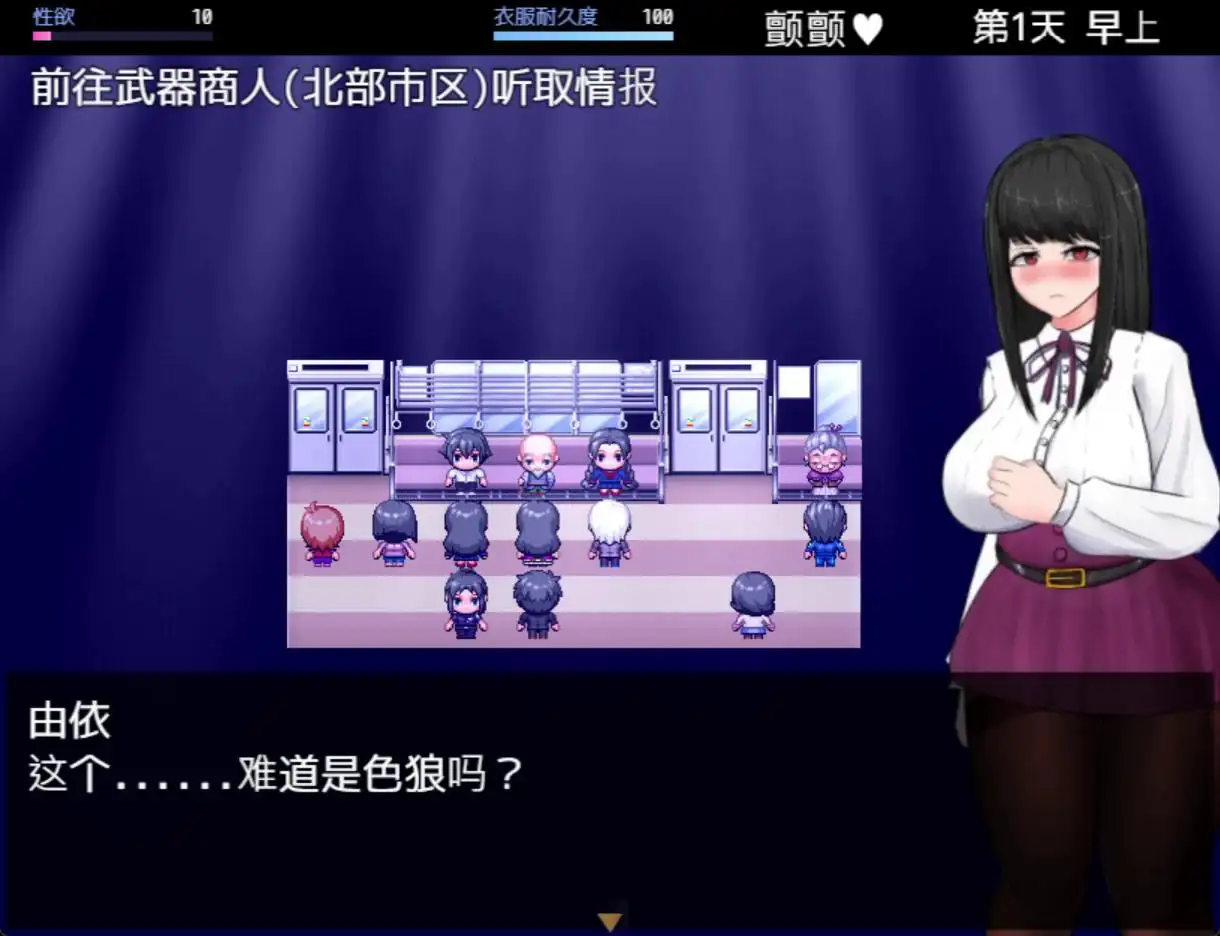 性欲 10 衣服耐久度 100 颤颤♥ 第1天 早上
前往武器商人(北部市区)听取情报
由依
这个......难道是色狼吗？